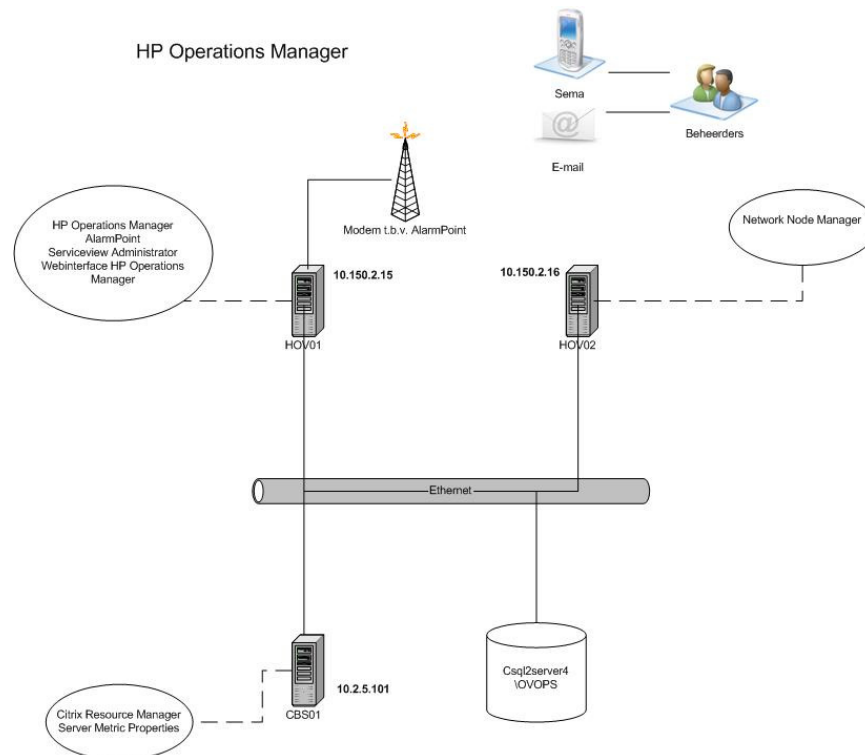 HP Operations Manager
Sema
Beheerders
E-mail
Modem t.b.v. AlarmPoint
HP Operations Manager
AlarmPoint
Serviceview Administrator
Webinterface HP Operations
Manager
Network Node Manager
10.150.2.15
10.150.2.16
HOV01
HOV02
Ethernet
Csql2server4
\OVOPS
10.2.5.101
CBS01
Citrix Resource Manager
Server Metric Properties